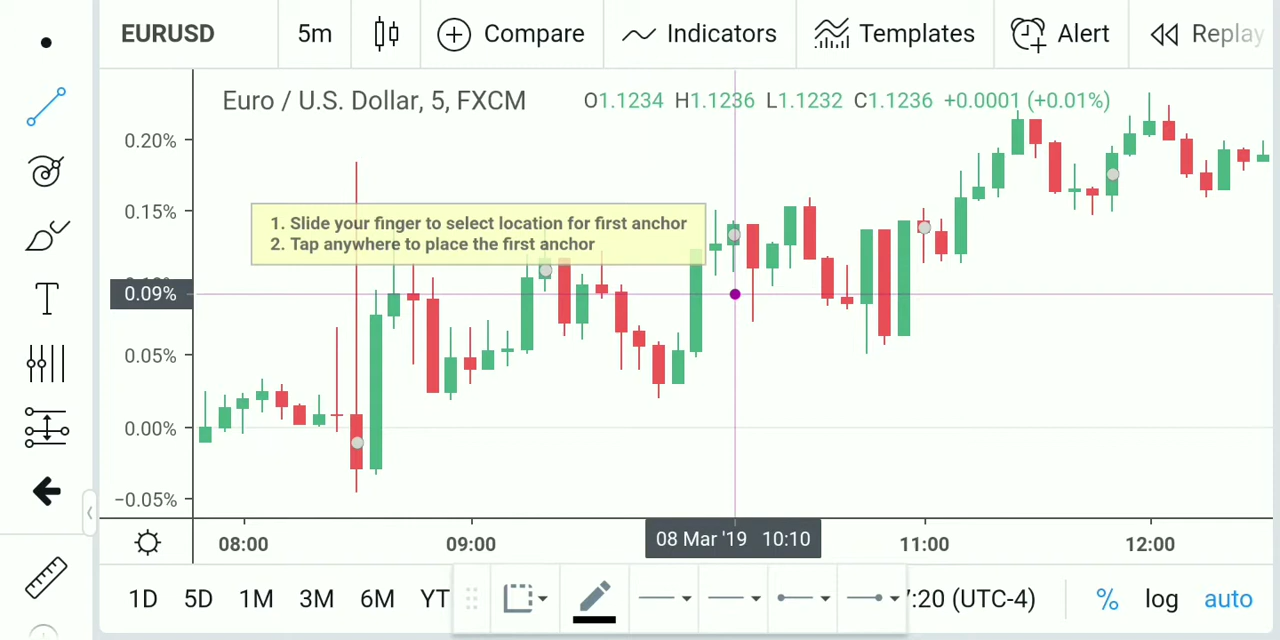 EURUSD 5m Compare Indicators Templates Alert Replay
Euro / U.S. Dollar, 5, FXCM O1.1234 H1.1236 L1.1232 C1.1236 +0.0001 (+0.01%)
0.20%
0.15%
1. Slide your finger to select location for first anchor
2. Tap anywhere to place the first anchor
0.09%
T
0.05%
0.00%
−0.05%
08:00 09:00 08 Mar '19 10:10 11:00 12:00
1D 5D 1M 3M 6M YT :20 (UTC-4) % log auto